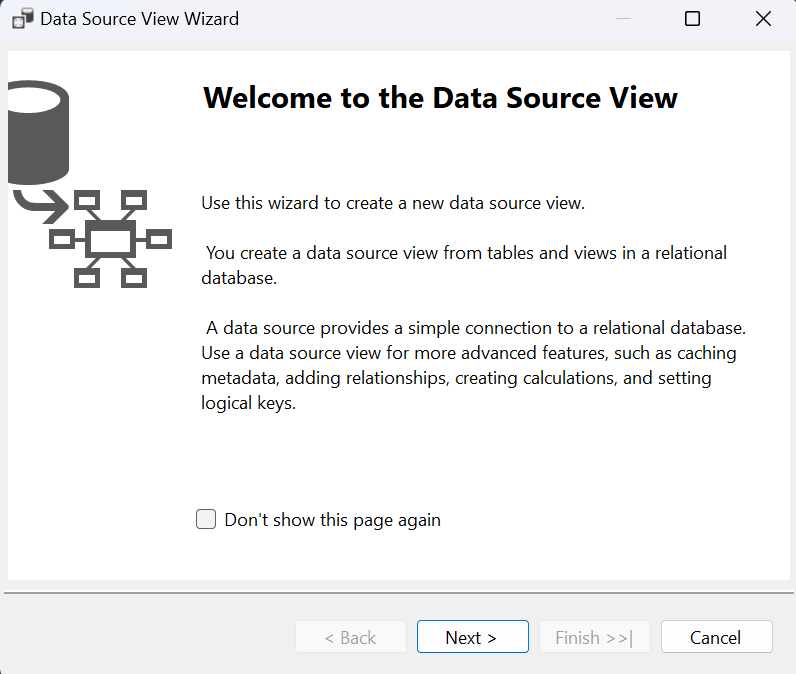 Data Source View Wizard
Welcome to the Data Source View
Use this wizard to create a new data source view.
You create a data source view from tables and views in a relational
database.
A data source provides a simple connection to a relational database.
Use a data source view for more advanced features, such as caching
metadata, adding relationships, creating calculations, and setting
logical keys.
Don't show this page again
< Back
Next >
Finish >>|
Cancel